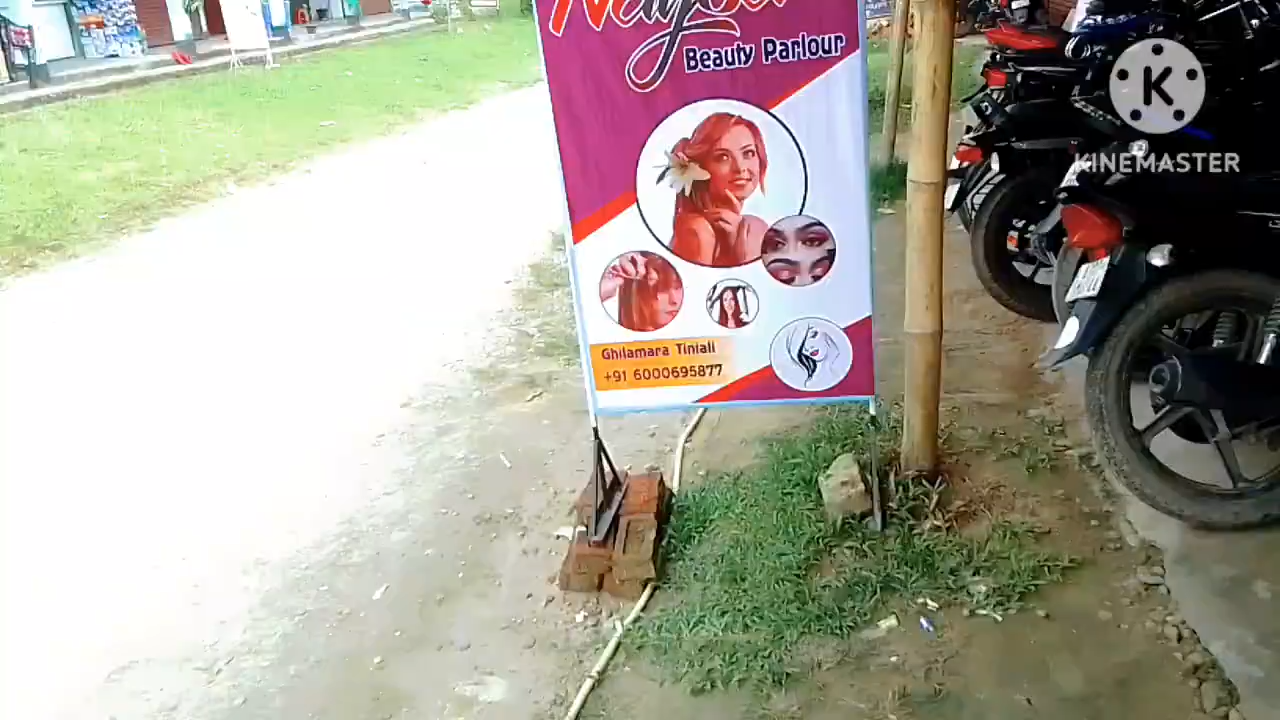 Beauty Parlour
Ghilamara Tiniali
+91 6000695877
K
KINEMASTER